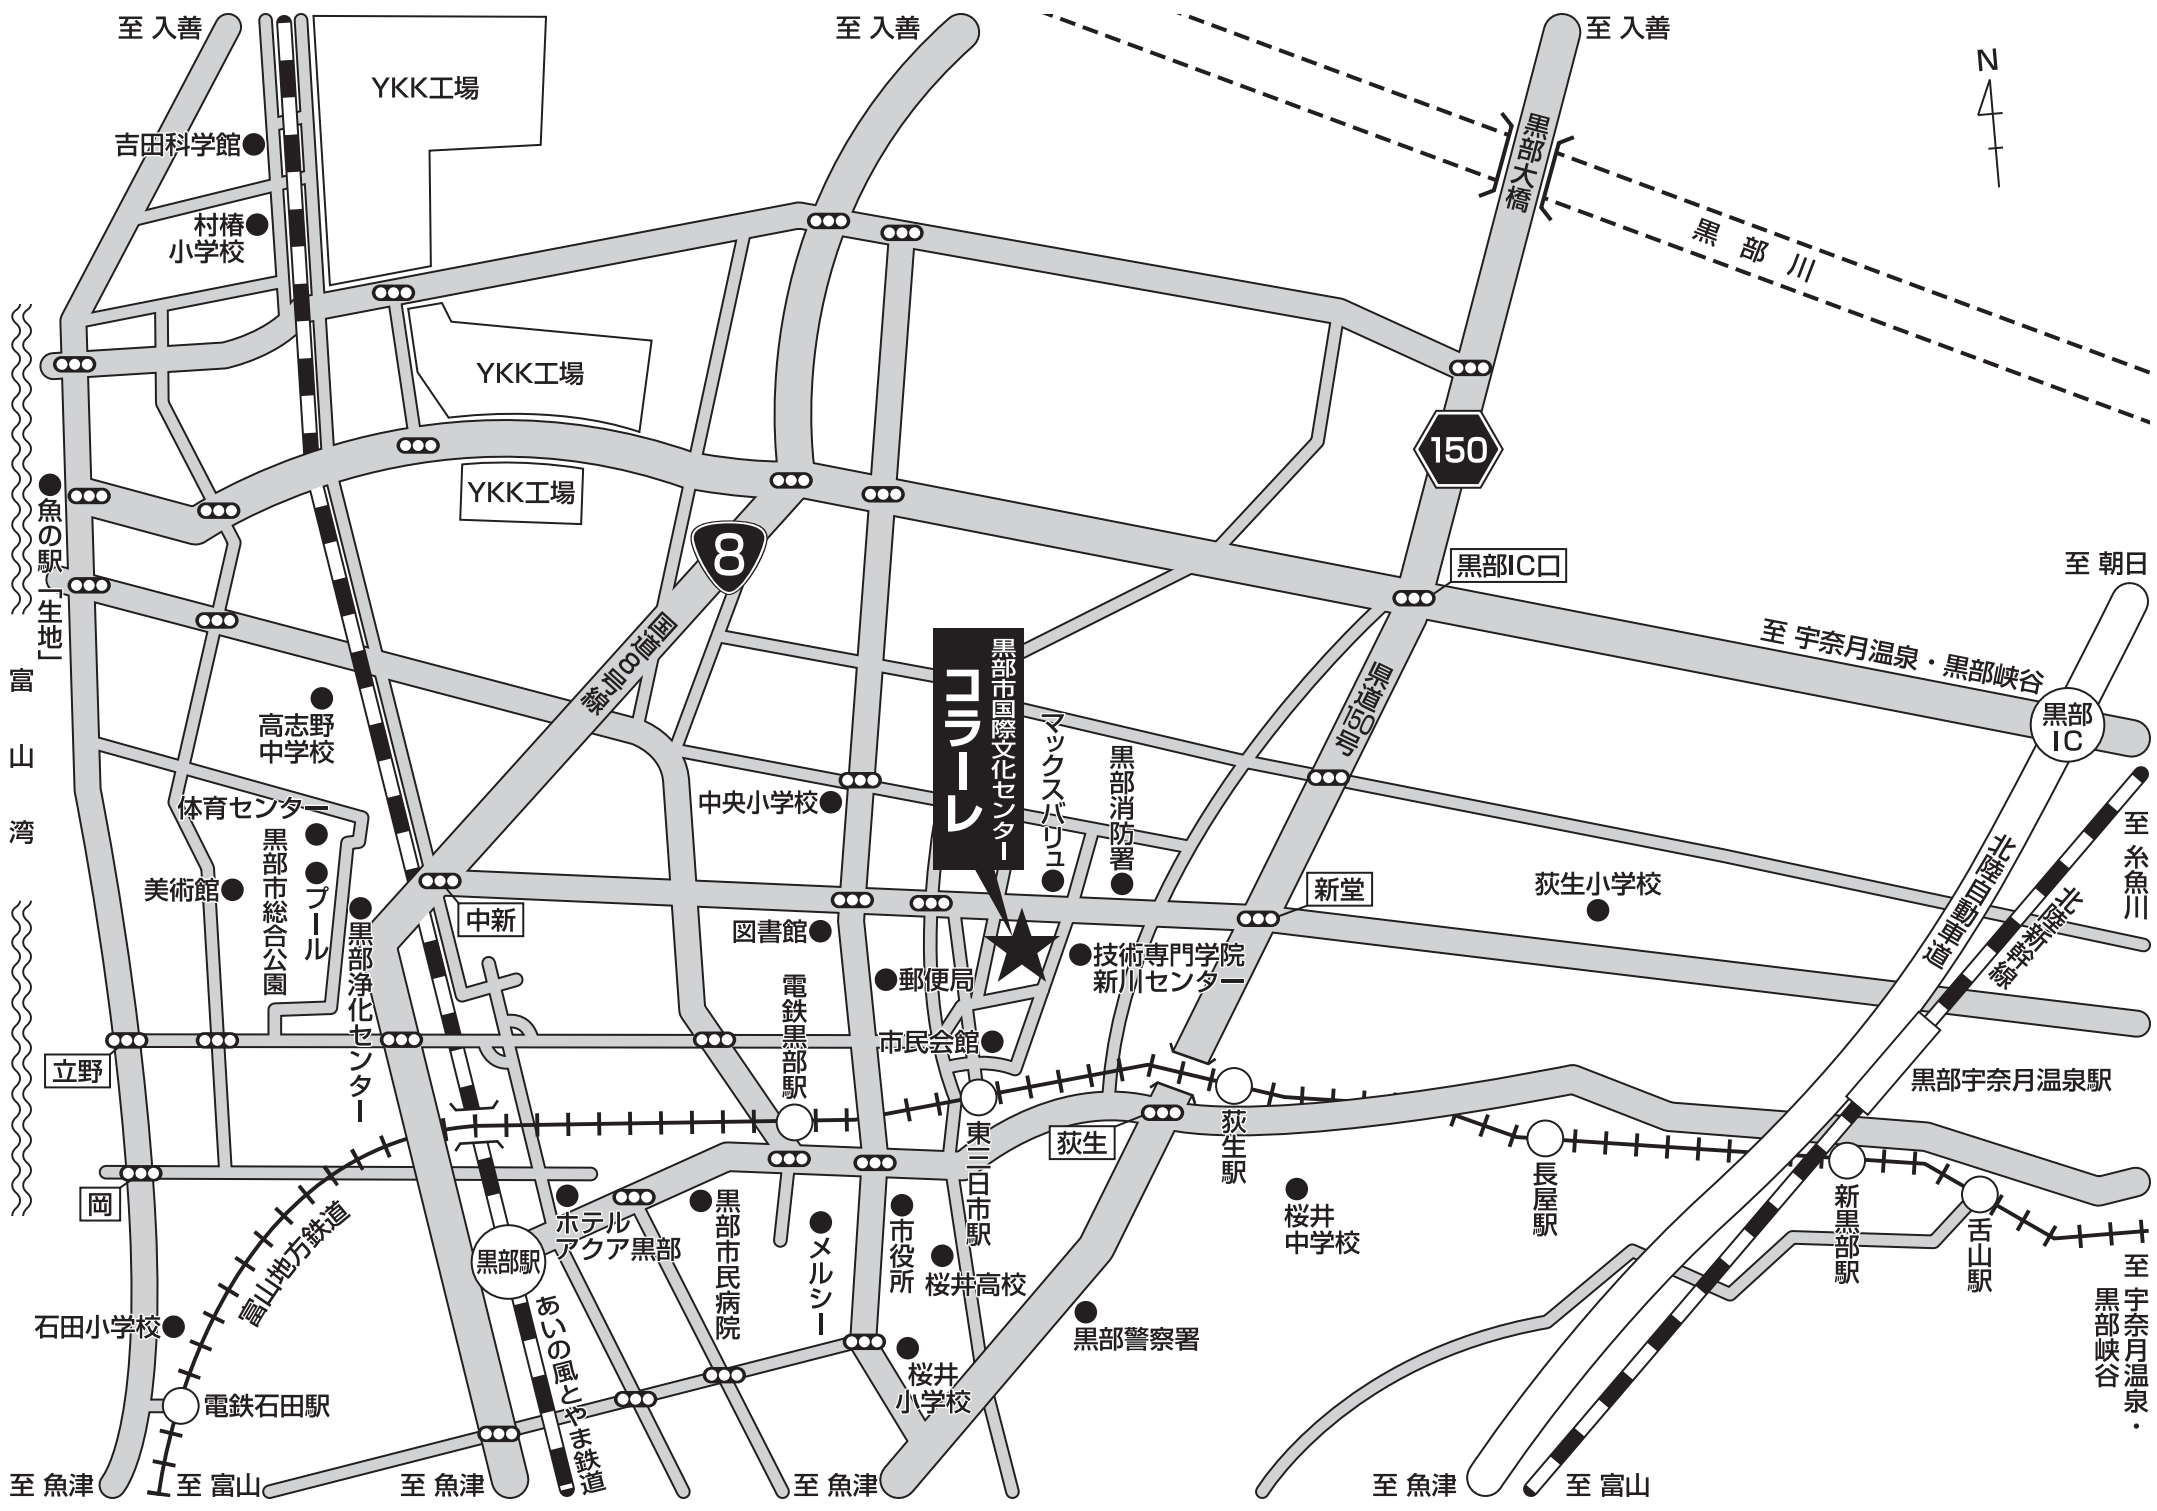 至 入善
至 入善
至 入善
N
YKK工場
吉田科学館
黒部大橋
村椿
小学校
黒部川
YKK工場
150
YKK工場
魚の駅「生地」
8
黒部IC口
至 朝日
国道8号線
至 宇奈月温泉・黒部峡谷
富山湾
黒部市国際文化センター
コラーレ
県道150号
黒部
IC
高志野
中学校
マックスバリュ
黒部消防署
中央小学校
体育センター
プール
黒部市総合公園
美術館
至 糸魚川
北陸自動車道
北陸新幹線
荻生小学校
新堂
中新
図書館
黒部浄化センター
技術専門学院
新川センター
郵便局
電鉄黒部駅
市民会館
立野
黒部宇奈月温泉駅
荻生
荻生駅
東三日市駅
長屋駅
新黒部駅
舌山駅
岡
富山地方鉄道
ホテル
アクア黒部
黒部駅
黒部市民病院
メルシー
市役所
桜井高校
桜井
中学校
至 宇奈月温泉・
黒部峡谷
石田小学校
あいの風とやま鉄道
黒部警察署
桜井
小学校
電鉄石田駅
至 魚津
至 富山
至 魚津
至 魚津
至 魚津
至 富山